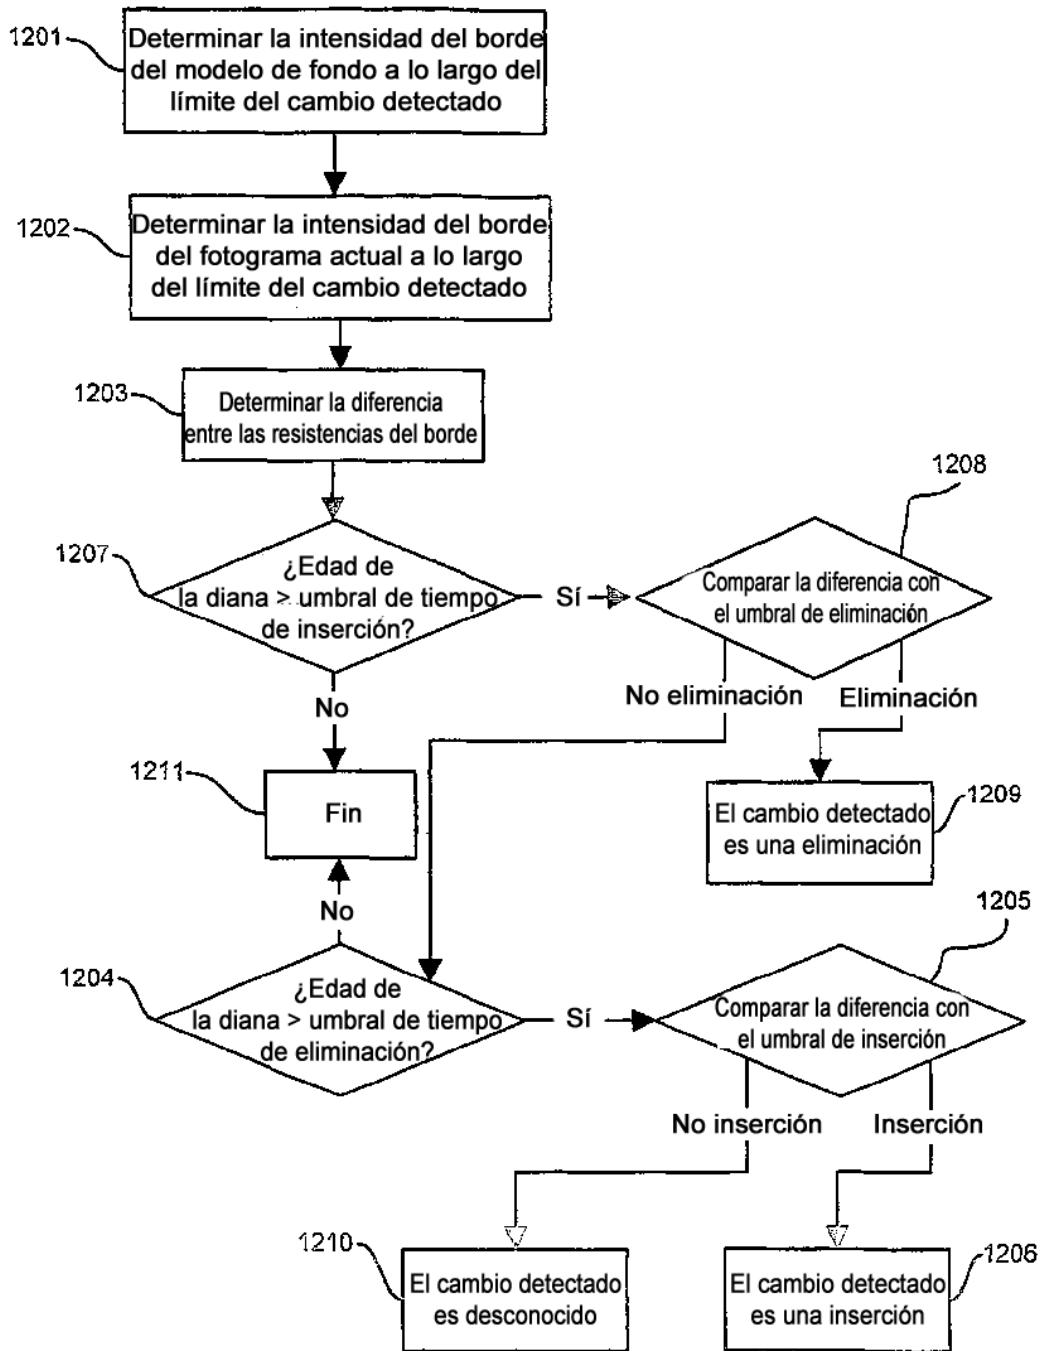 1201
Determinar la intensidad del borde
del modelo de fondo a lo largo del
límite del cambio detectado
1202
Determinar la intensidad del borde
del fotograma actual a lo largo
del límite del cambio detectado
1203
Determinar la diferencia
entre las resistencias del borde
1207
¿Edad de
la diana > umbral de tiempo
de inserción?
Sí
1208
Comparar la diferencia con
el umbral de eliminación
No
No eliminación
Eliminación
1211
Fin
1209
El cambio detectado
es una eliminación
No
1204
¿Edad de
la diana > umbral de tiempo
de eliminación?
Sí
1205
Comparar la diferencia con
el umbral de inserción
No inserción
Inserción
1210
El cambio detectado
es desconocido
1206
El cambio detectado
es una inserción